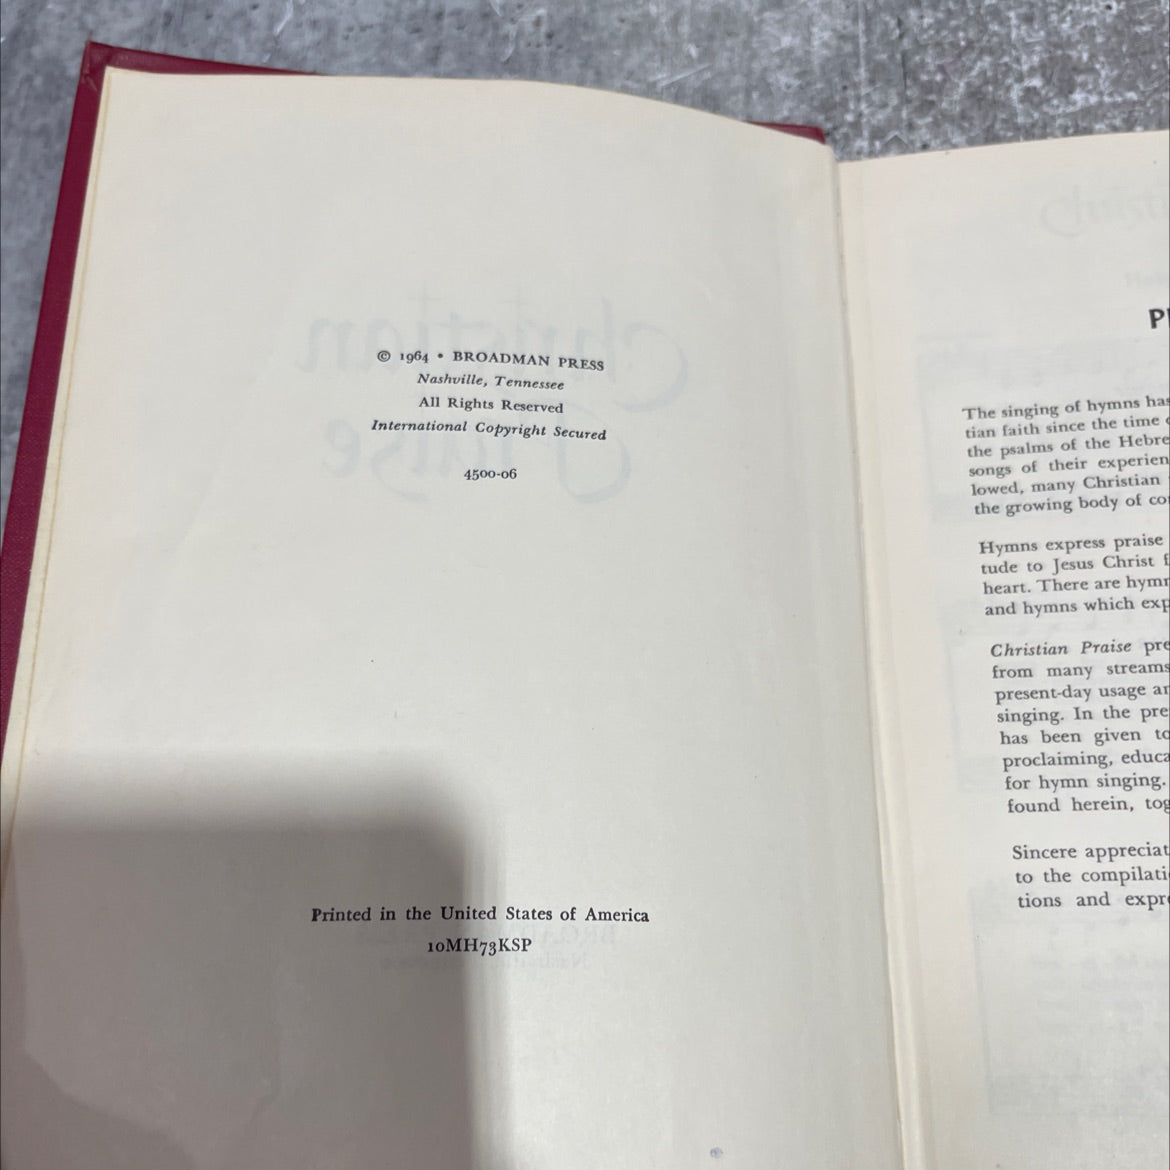 © 1964 • BROADMAN PRESS
Nashville, Tennessee
All Rights Reserved
International Copyright Secured
4500-06
Printed in the United States of America
10MH73KSP
The singing of hymns has
tian faith since the time
the psalms of the Hebre
songs of their experien
lowed, many Christian
the growing body of co
Hymns express praise
tude to Jesus Christ f
heart. There are hymn
and hymns which exp
Christian Praise pre
from many streams
present-day usage an
singing. In the pre
has been given to
proclaiming, educa
for hymn singing.
found herein, tog
Sincere appreciat
to the compilati
tions and expr